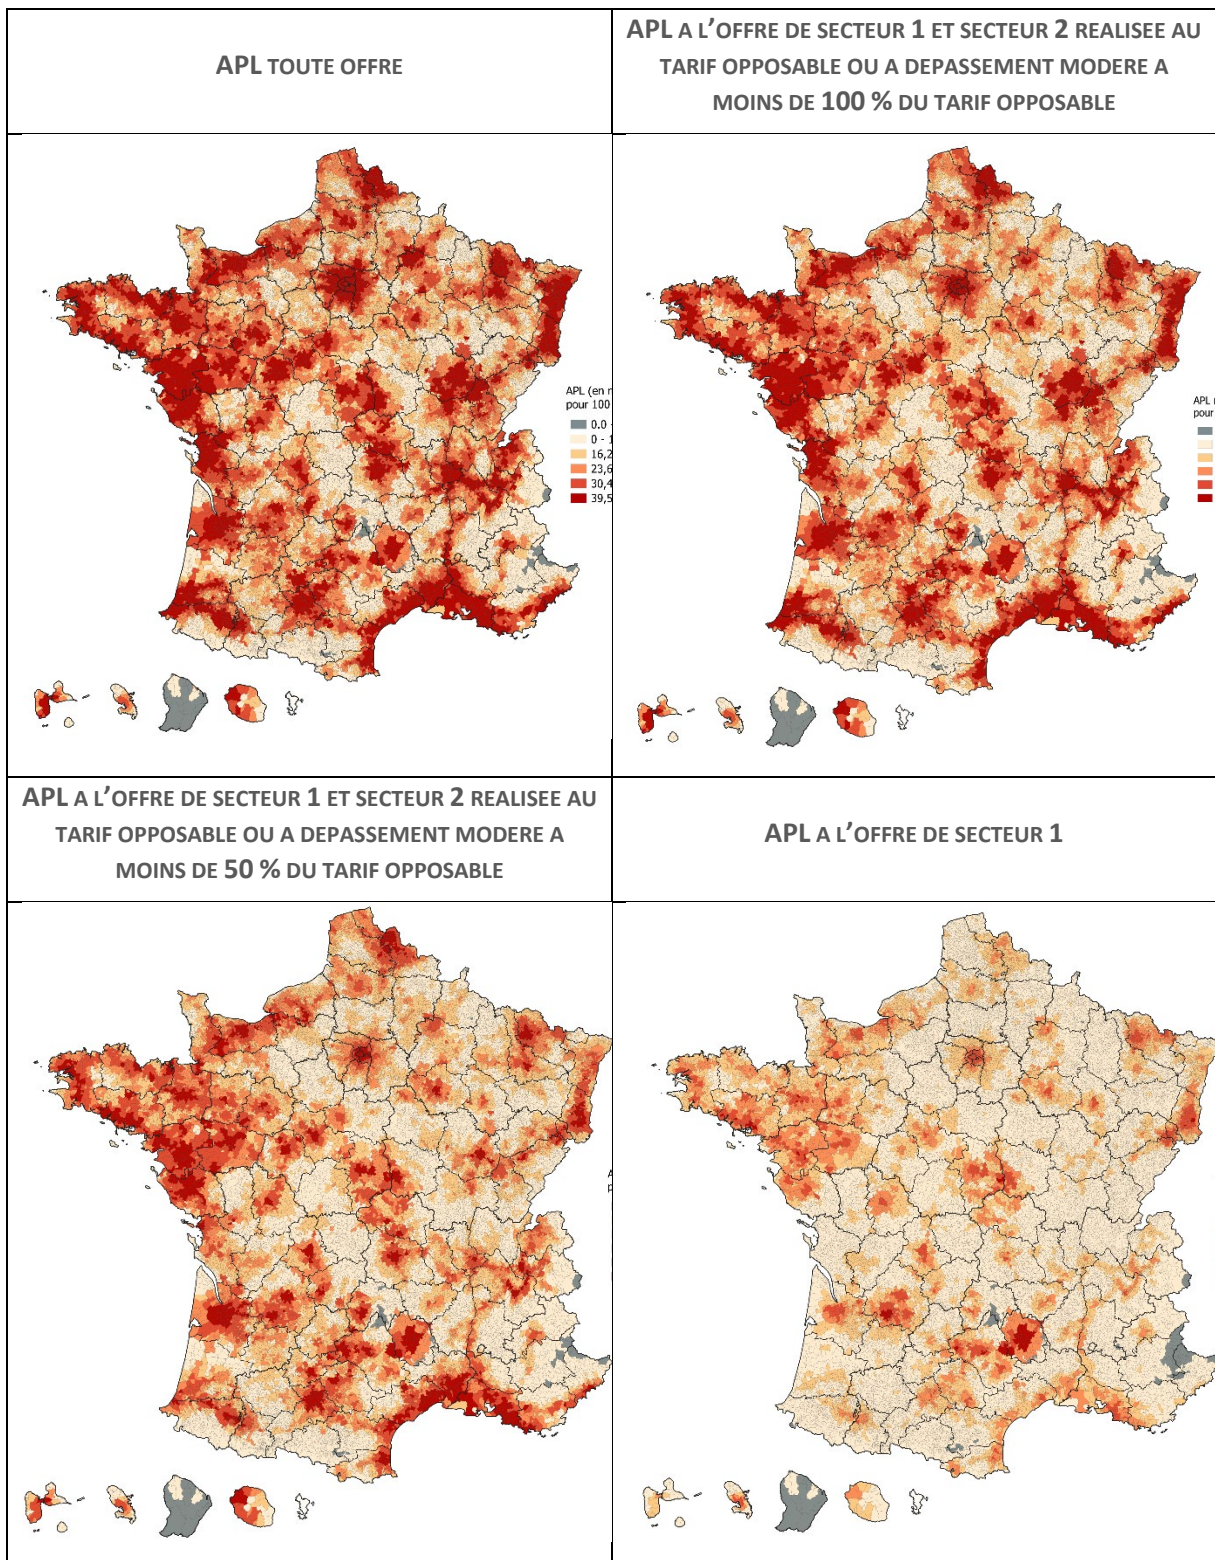 APL TOUTE OFFRE
APL A L'OFFRE DE SECTEUR 1 ET SECTEUR 2 REALISEE AU
TARIF OPPOSABLE OU A DEPASSEMENT MODERE A
MOINS DE 100 % DU TARIF OPPOSABLE
APL (en
pour 100
0.0
0 -
16,2
23,6
30,4
39,5
APL
pour
APL A L'OFFRE DE SECTEUR 1 ET SECTEUR 2 REALISEE AU
TARIF OPPOSABLE OU A DEPASSEMENT MODERE A
MOINS DE 50 % DU TARIF OPPOSABLE
APL A L'OFFRE DE SECTEUR 1